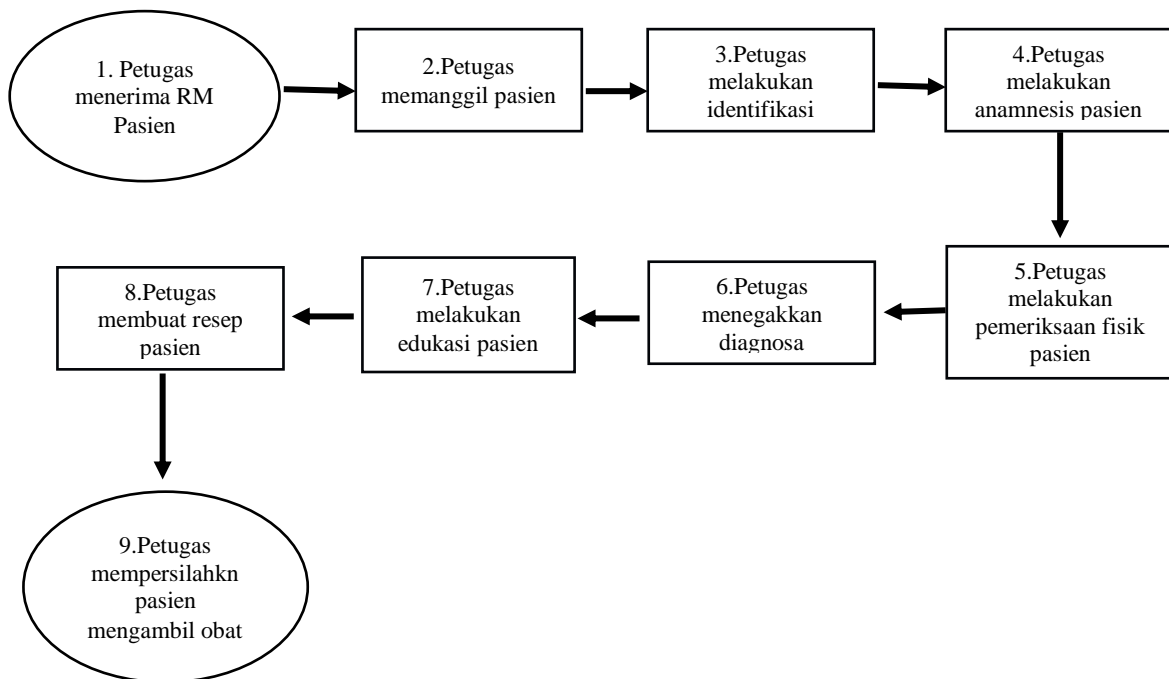 1. Petugas
menerima RM
Pasien
2.Petugas
memanggil pasien
3.Petugas
melakukan
identifikasi
4.Petugas
melakukan
anamnesis pasien
5.Petugas
melakukan
pemeriksaan fisik
pasien
6.Petugas
menegakkan
diagnosa
7.Petugas
melakukan
edukasi pasien
8.Petugas
membuat resep
pasien
9.Petugas
mempersilahkn
pasien
mengambil obat